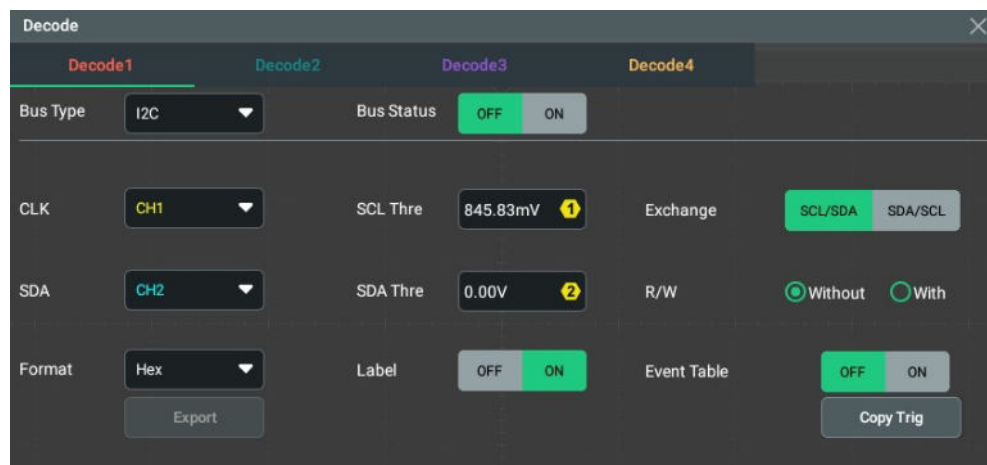 Decode
Decode1 Decode2 Decode3 Decode4
Bus Type I2C Bus Status OFF ON
CLK CH1 SCL Thre 845.83mV 1 Exchange SCL/SDA SDA/SCL
SDA CH2 SDA Thre 0.00V 2 R/W Without With
Format Hex Label OFF ON Event Table OFF ON
Export Copy Trig